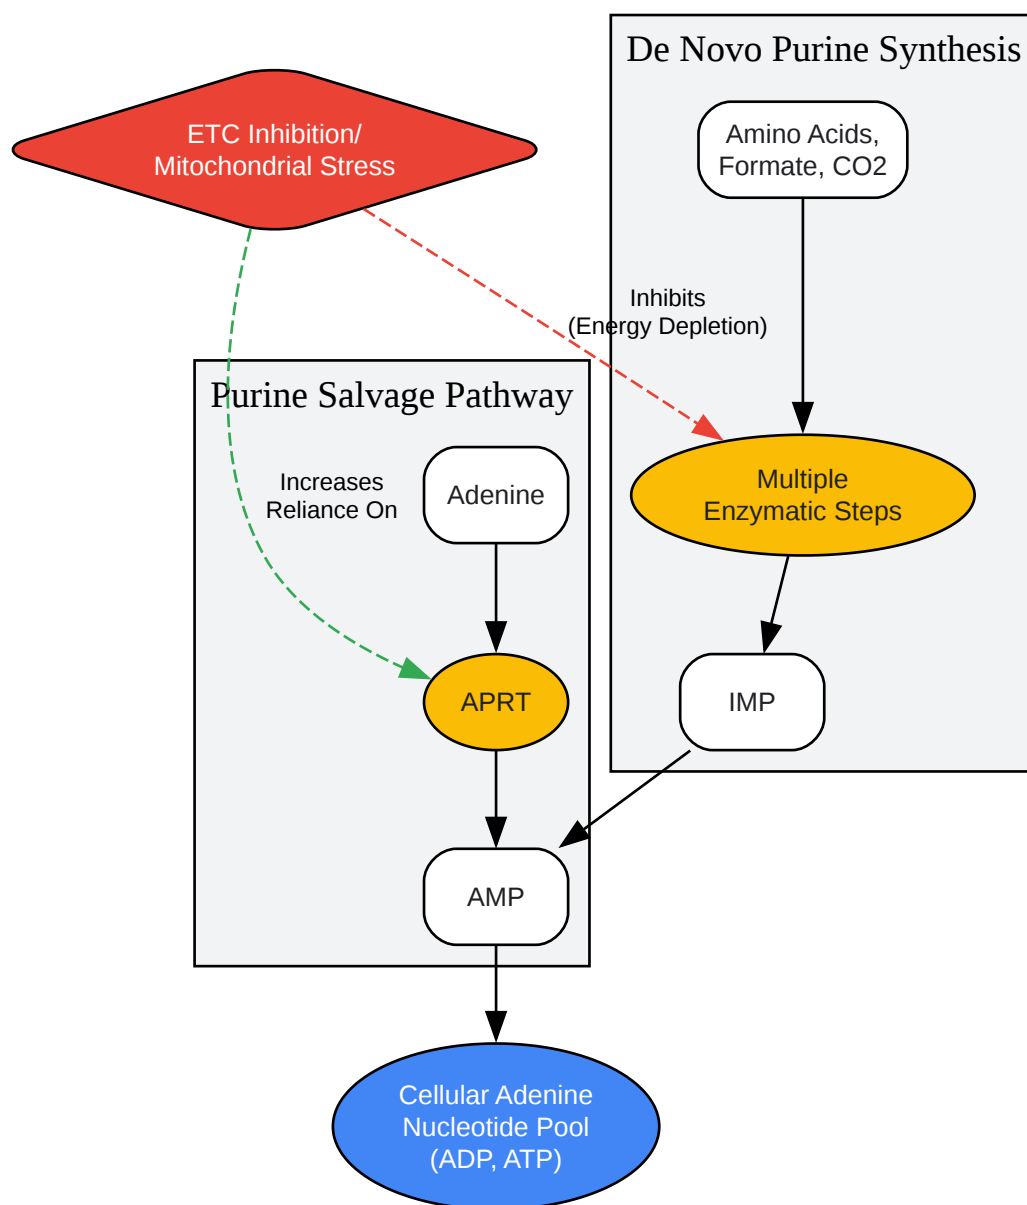 De Novo Purine Synthesis
ETC Inhibition/
Mitochondrial Stress
Amino Acids,
Formate, CO2
Inhibits
(Energy Depletion)
Purine Salvage Pathway
Increases
Reliance On
Adenine
Multiple
Enzymatic Steps
APRT
IMP
AMP
Cellular Adenine
Nucleotide Pool
(ADP, ATP)